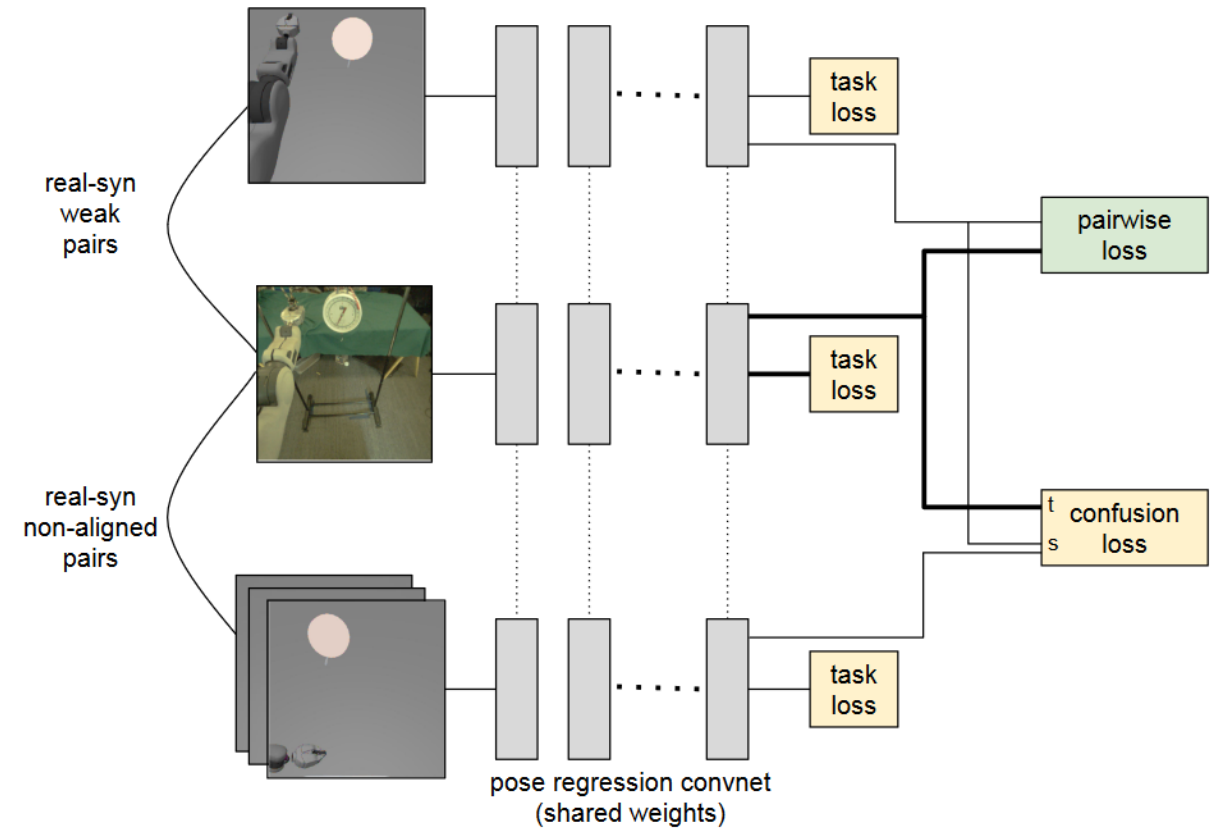 task
loss
real-syn
weak
pairs
pairwise
loss
task
loss
real-syn
non-aligned
pairs
t
confusion
s
loss
task
loss
pose regression convnet
(shared weights)